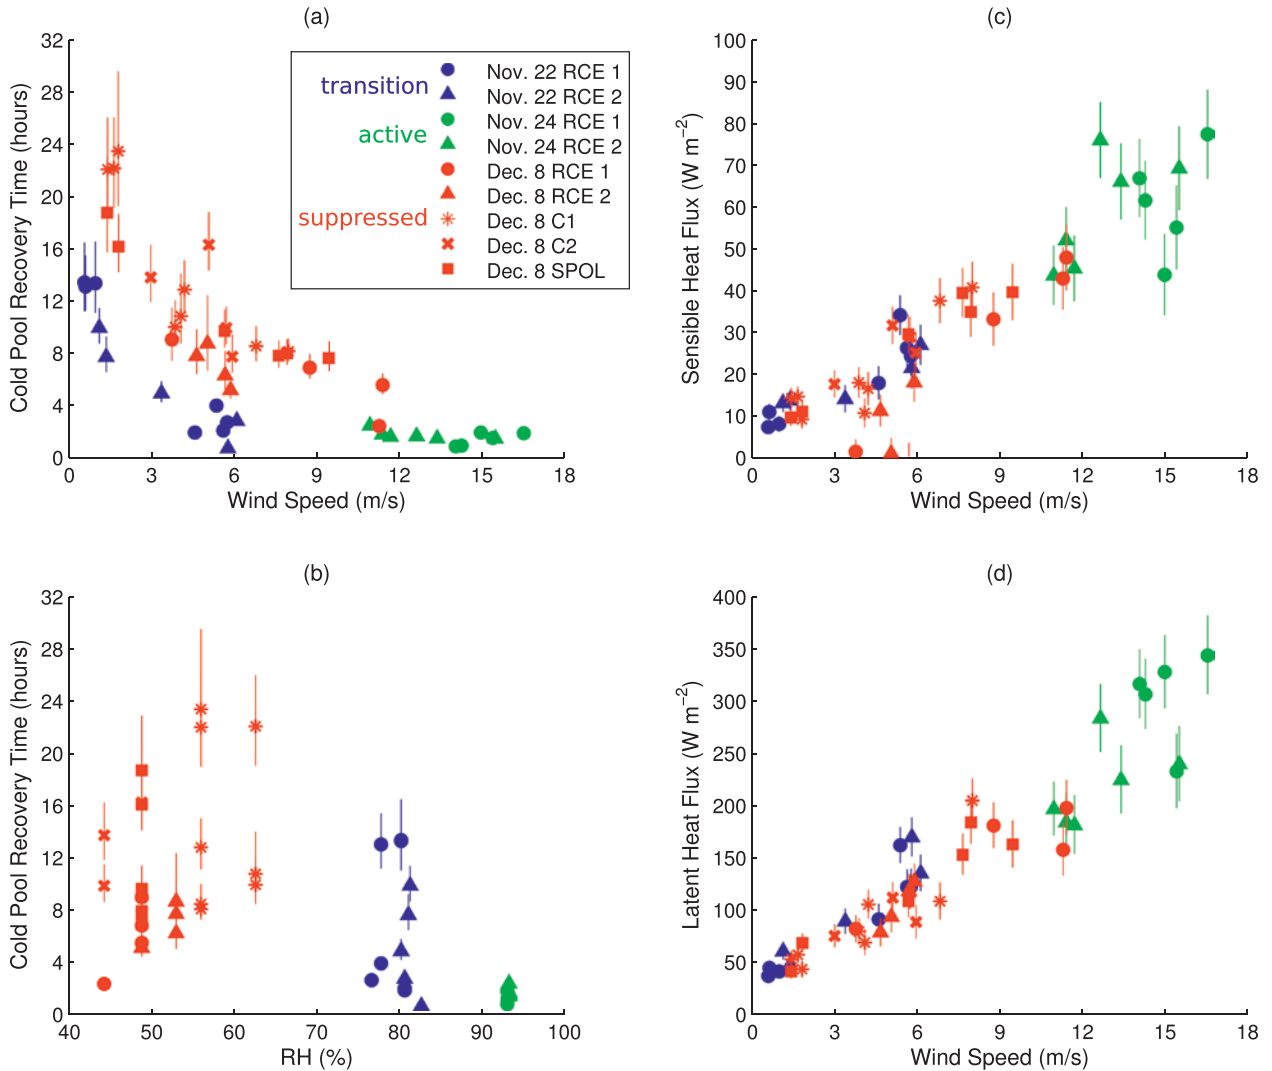 (a)
Cold Pool Recovery Time (hours)
32
28
24
20
16
12
8
4
0
0 3 6 9 12 15 18
Wind Speed (m/s)
transition
active
suppressed
Nov. 22 RCE 1
Nov. 22 RCE 2
Nov. 24 RCE 1
Nov. 24 RCE 2
Dec. 8 RCE 1
Dec. 8 RCE 2
Dec. 8 C1
Dec. 8 C2
Dec. 8 SPOL
(c)
Sensible Heat Flux (W m⁻²)
100
90
80
70
60
50
40
30
20
10
0
0 3 6 9 12 15 18
Wind Speed (m/s)
(b)
Cold Pool Recovery Time (hours)
32
28
24
20
16
12
8
4
0
40 50 60 70 80 90 100
RH (%)
(d)
Latent Heat Flux (W m⁻²)
400
350
300
250
200
150
100
50
0
0 3 6 9 12 15 18
Wind Speed (m/s)